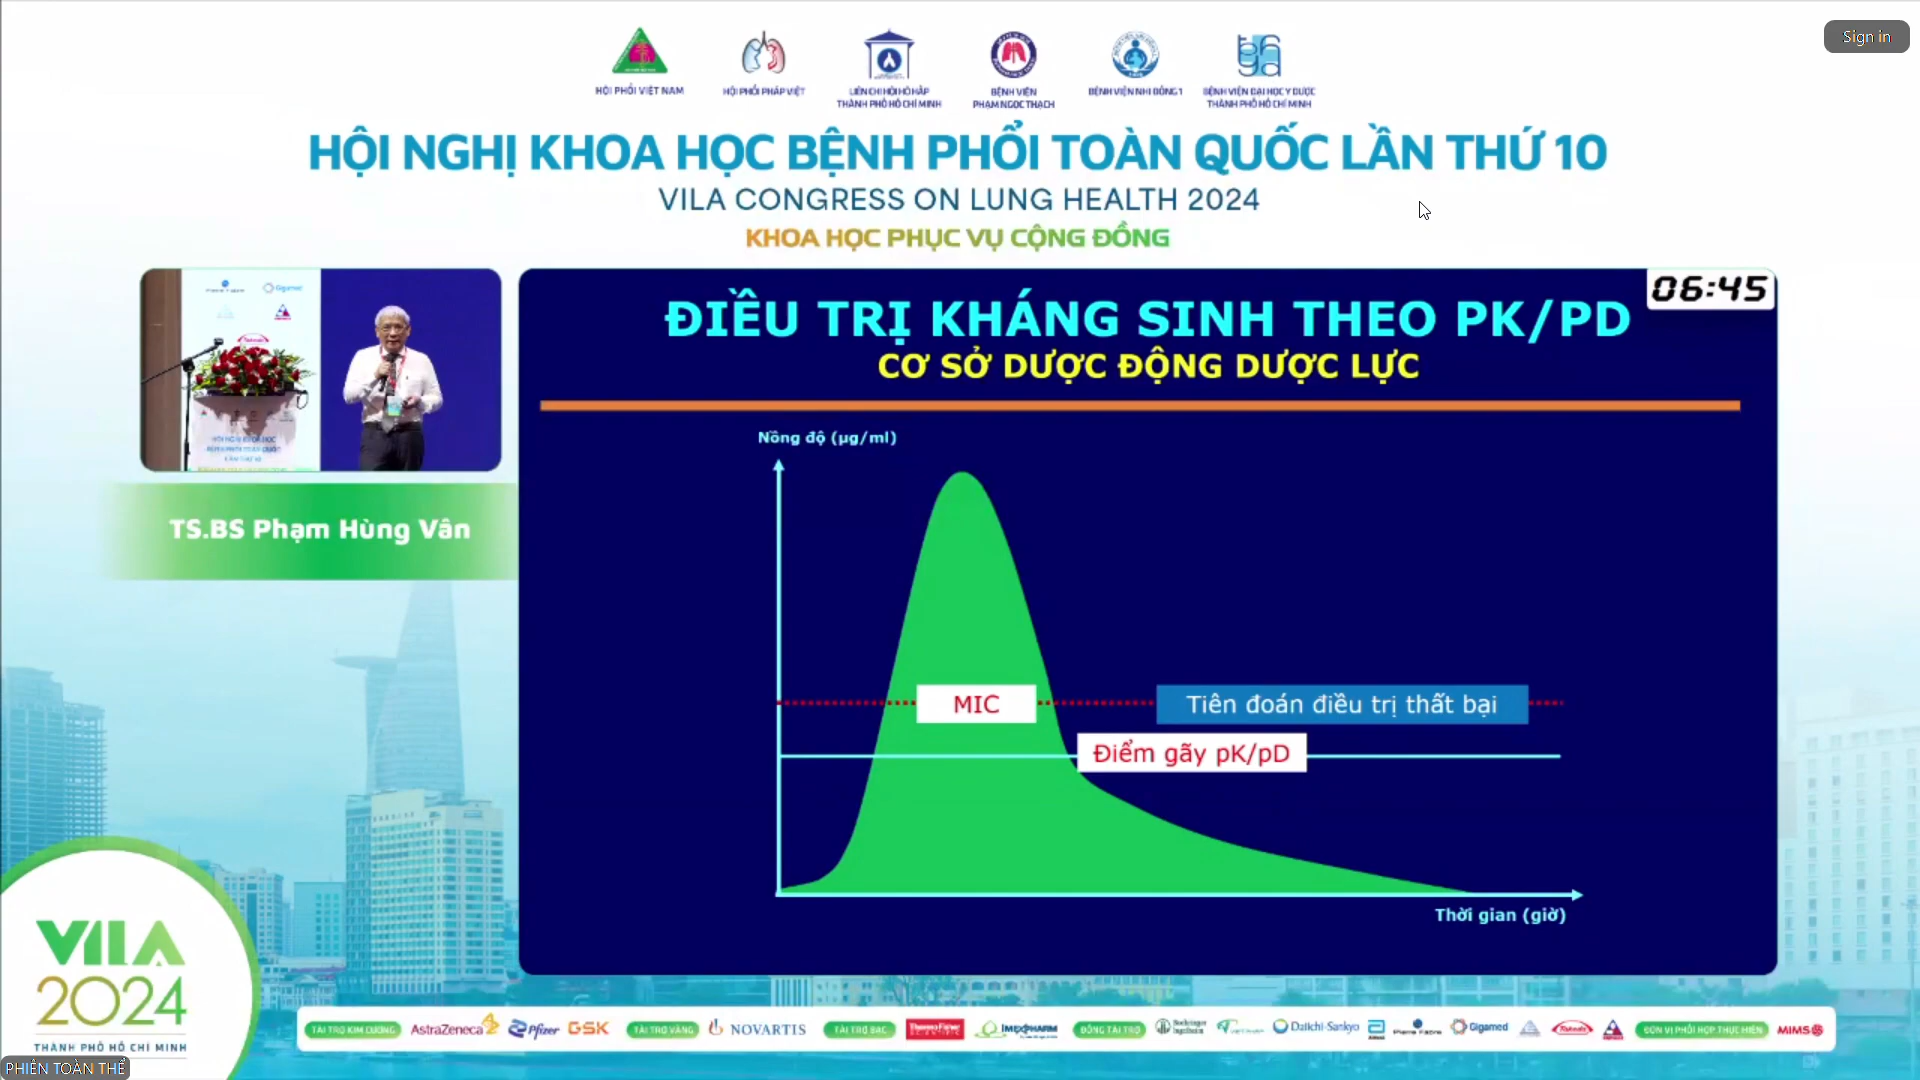 Sign in
HỘI PHỔI VIỆT NAM
HỘI PHỔI PHÁP VIỆT
LIÊN CHI HỘI HÔ HẤP
THÀNH PHỐ HỒ CHÍ MINH
BỆNH VIỆN
PHẠM NGỌC THẠCH
BỆNH VIỆN NHI ĐỒNG 1
BỆNH VIỆN ĐẠI HỌC Y DƯỢC
THÀNH PHỐ HỒ CHÍ MINH
HỘI NGHỊ KHOA HỌC BỆNH PHỔI TOÀN QUỐC LẦN THỨ 10
VILA CONGRESS ON LUNG HEALTH 2024
KHOA HỌC PHỤC VỤ CỘNG ĐỒNG
06:45
ĐIỀU TRỊ KHÁNG SINH THEO PK/PD
CƠ SỞ DƯỢC ĐỘNG DƯỢC LỰC
Nồng độ (µg/ml)
MIC
Tiên đoán điều trị thất bại
Điểm gãy pK/pD
Thời gian (giờ)
TS.BS Phạm Hùng Vân
VILA
2024
THÀNH PHỐ HỒ CHÍ MINH
TÀI TRỢ KIM CƯƠNG AstraZeneca Pfizer GSK TÀI TRỢ VÀNG NOVARTIS TÀI TRỢ BẠC Thermo Fisher SCIENTIFIC IMEXPHARM ĐỒNG TÀI TRỢ Boehringer Ingelheim Daiichi-Sankyo Abbott Pierre Fabre Gigamed Takeda ĐƠN VỊ PHỐI HỢP THỰC HIỆN MIMS
PHIÊN TOÀN THỂ